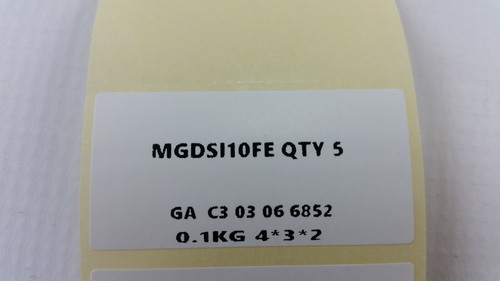 MGDSI10FE QTY 5
GA C3 03 06 6852
0.1KG 4*3*2